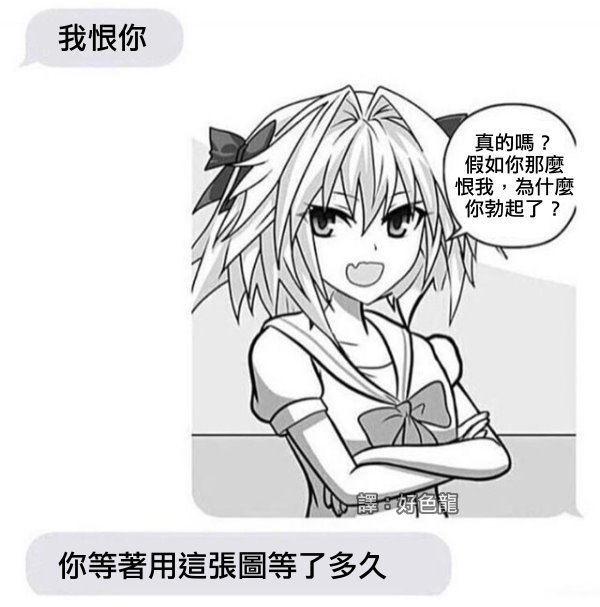 我恨你
真的嗎？
假如你那麼
恨我，為什麼
你勃起了？
譯：好色龍
你等著用這張圖等了多久